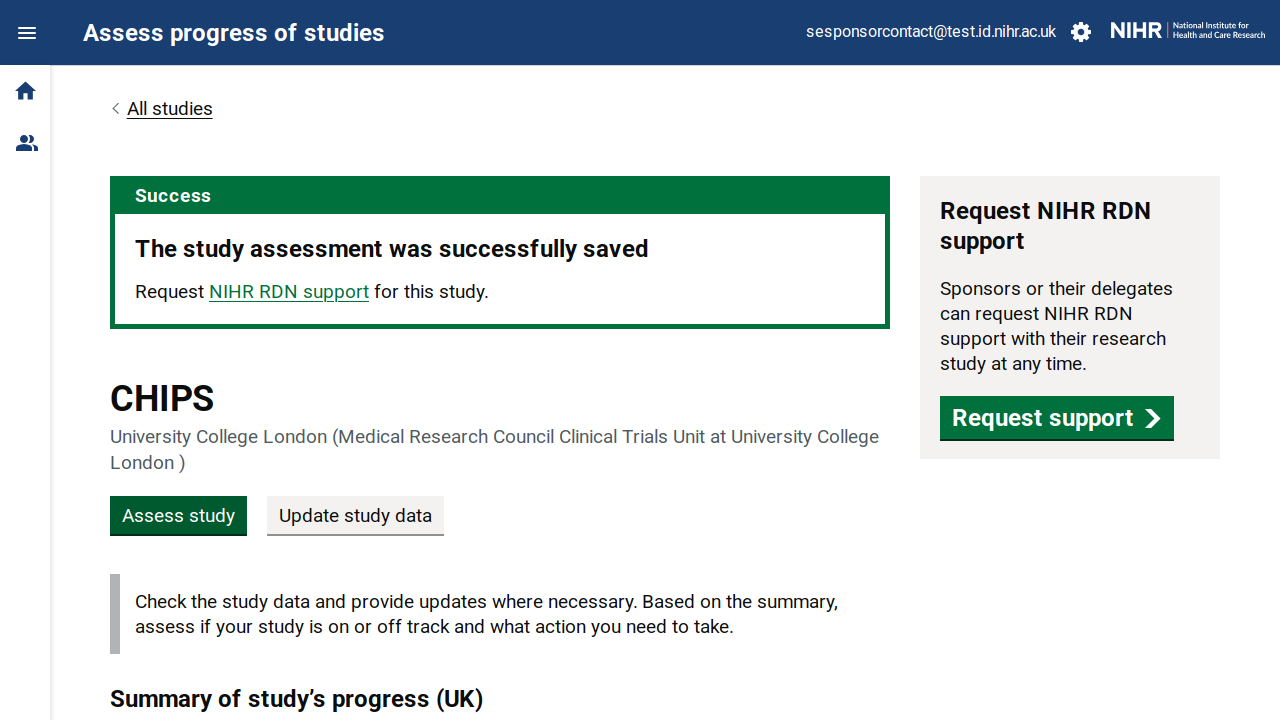 Assess progress of studies
sesponsorcontact@test.id.nihr.ac.uk
NIHR | National Institute for
Health and Care Research
All studies
Success
The study assessment was successfully saved
Request NIHR RDN support for this study.
CHIPS
University College London (Medical Research Council Clinical Trials Unit at University College
London )
Assess study
Update study data
Check the study data and provide updates where necessary. Based on the summary,
assess if your study is on or off track and what action you need to take.
Summary of study’s progress (UK)
Request NIHR RDN
support
Sponsors or their delegates
can request NIHR RDN
support with their research
study at any time.
Request support